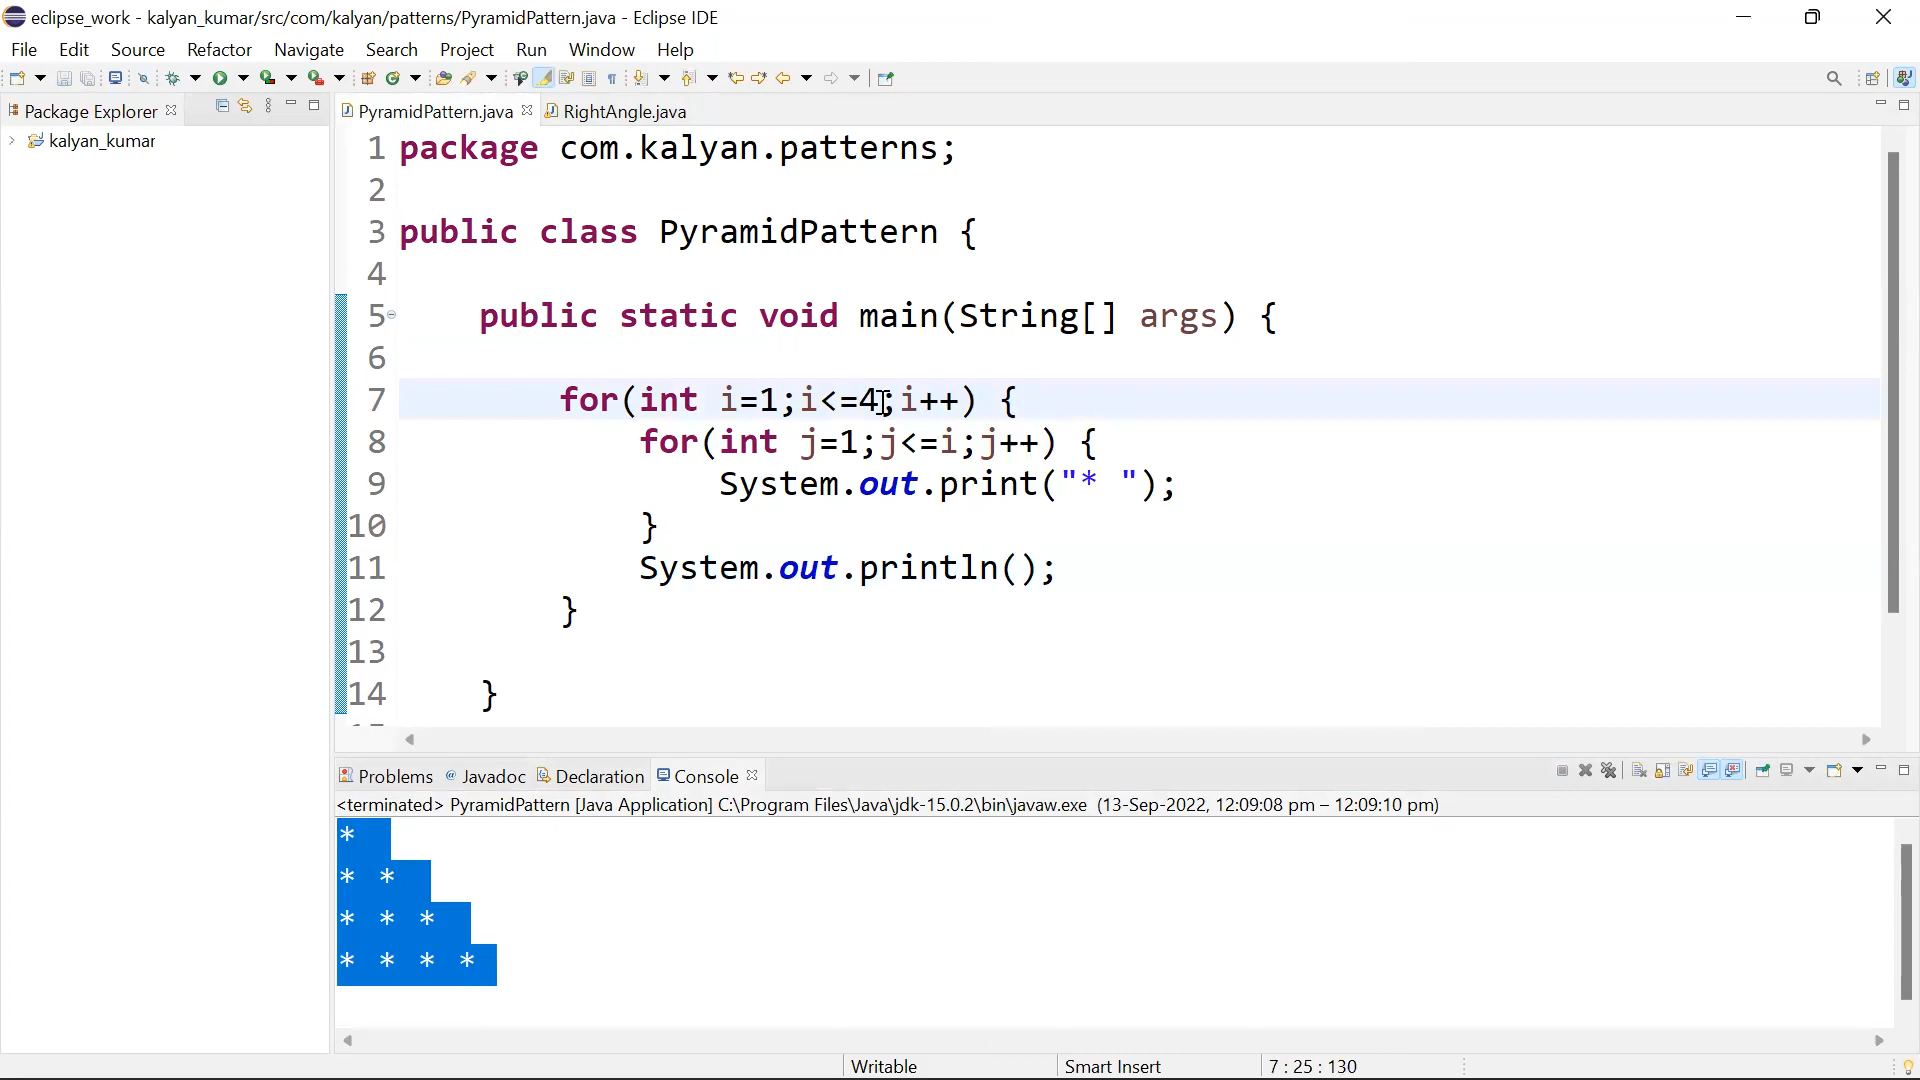 eclipse_work - kalyan_kumar/src/com/kalyan/patterns/PyramidPattern.java - Eclipse IDE
File Edit Source Refactor Navigate Search Project Run Window Help
Package Explorer
PyramidPattern.java RightAngle.java
kalyan_kumar
1 package com.kalyan.patterns;
2
3 public class PyramidPattern {
4
5 public static void main(String[] args) {
6
7 for(int i=1;i<=4;i++) {
8 for(int j=1;j<=i;j++) {
9 System.out.print("* ");
10 }
11 System.out.println();
12 }
13
14 }
Problems @ Javadoc Declaration Console
<terminated> PyramidPattern [Java Application] C:\Program Files\Java\jdk-15.0.2\bin\javaw.exe (13-Sep-2022, 12:09:08 pm – 12:09:10 pm)
*
* *
* * *
* * * *
Writable Smart Insert 7 : 25 : 130